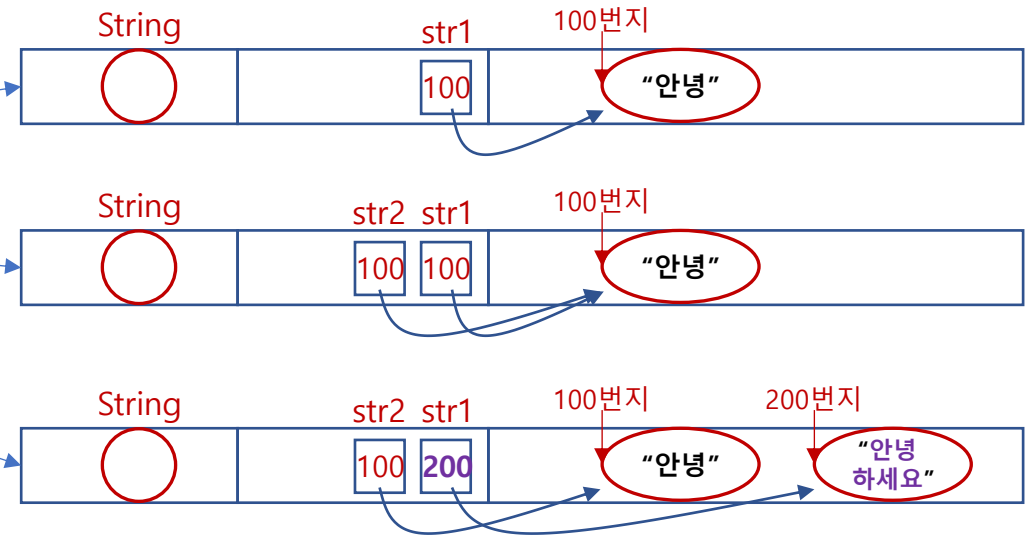 String
str1
100번지
100
“안녕”
String
str2
str1
100번지
100
100
“안녕”
String
str2
str1
100번지
200번지
100
200
“안녕”
“안녕
하세요”